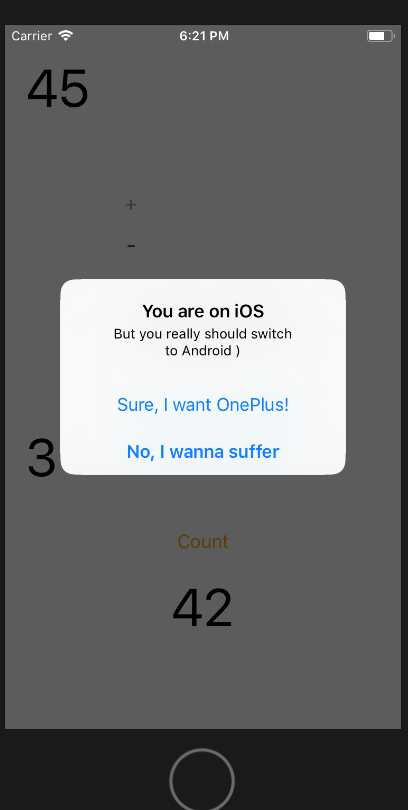 Carrier 6:21 PM
45
+
-
You are on iOS
But you really should switch
to Android )
Sure, I want OnePlus!
No, I wanna suffer
3
Count
42